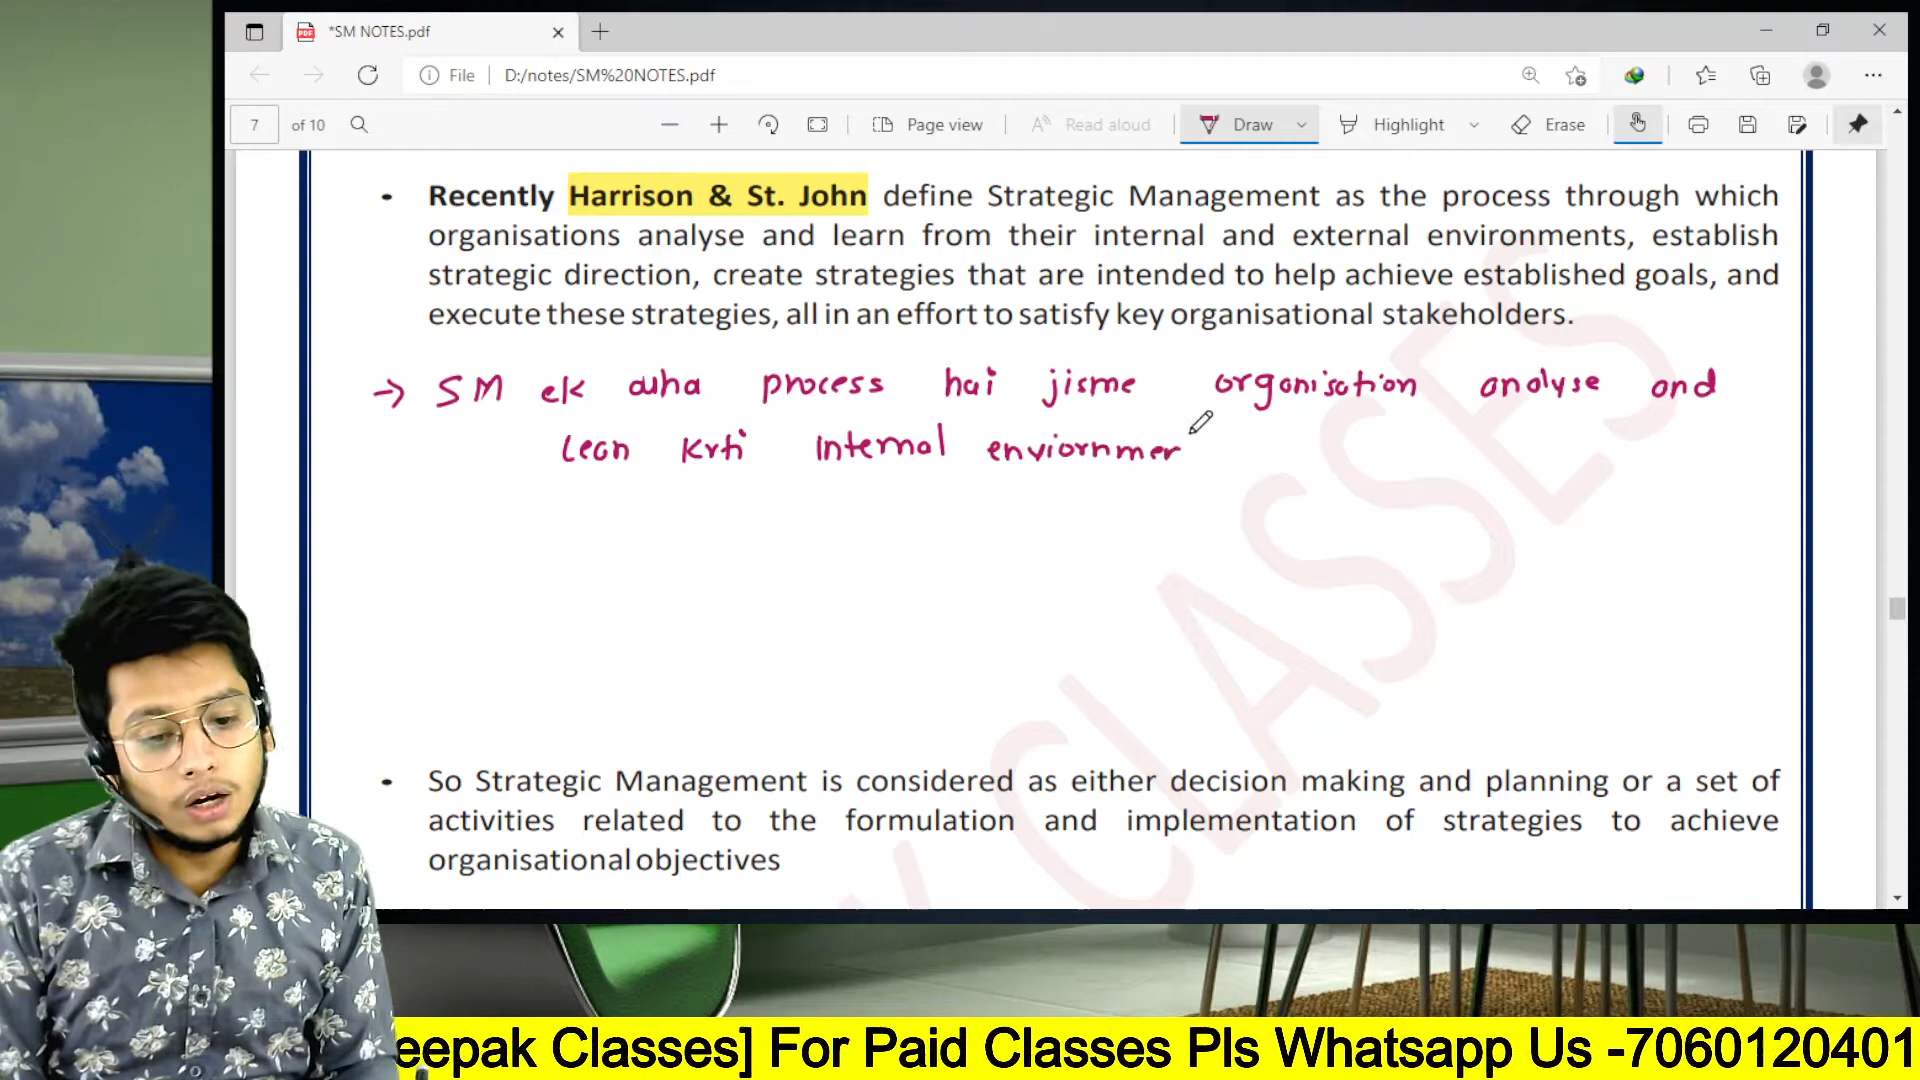 *SM NOTES.pdf
File D:/notes/SM%20NOTES.pdf
7 of 10 Page view Read aloud Draw Highlight Erase
• Recently Harrison & St. John define Strategic Management as the process through which
organisations analyse and learn from their internal and external environments, establish
strategic direction, create strategies that are intended to help achieve established goals, and
execute these strategies, all in an effort to satisfy key organisational stakeholders.
→ SM ek process hai jisme organisation analyse and
Krti Internal enviornmen
• So Strategic Management is considered as either decision making and planning or a set of
activities related to the formulation and implementation of strategies to achieve
organisational objectives
K CLASSES
eepak Classes] For Paid Classes Pls Whatsapp Us -7060120401